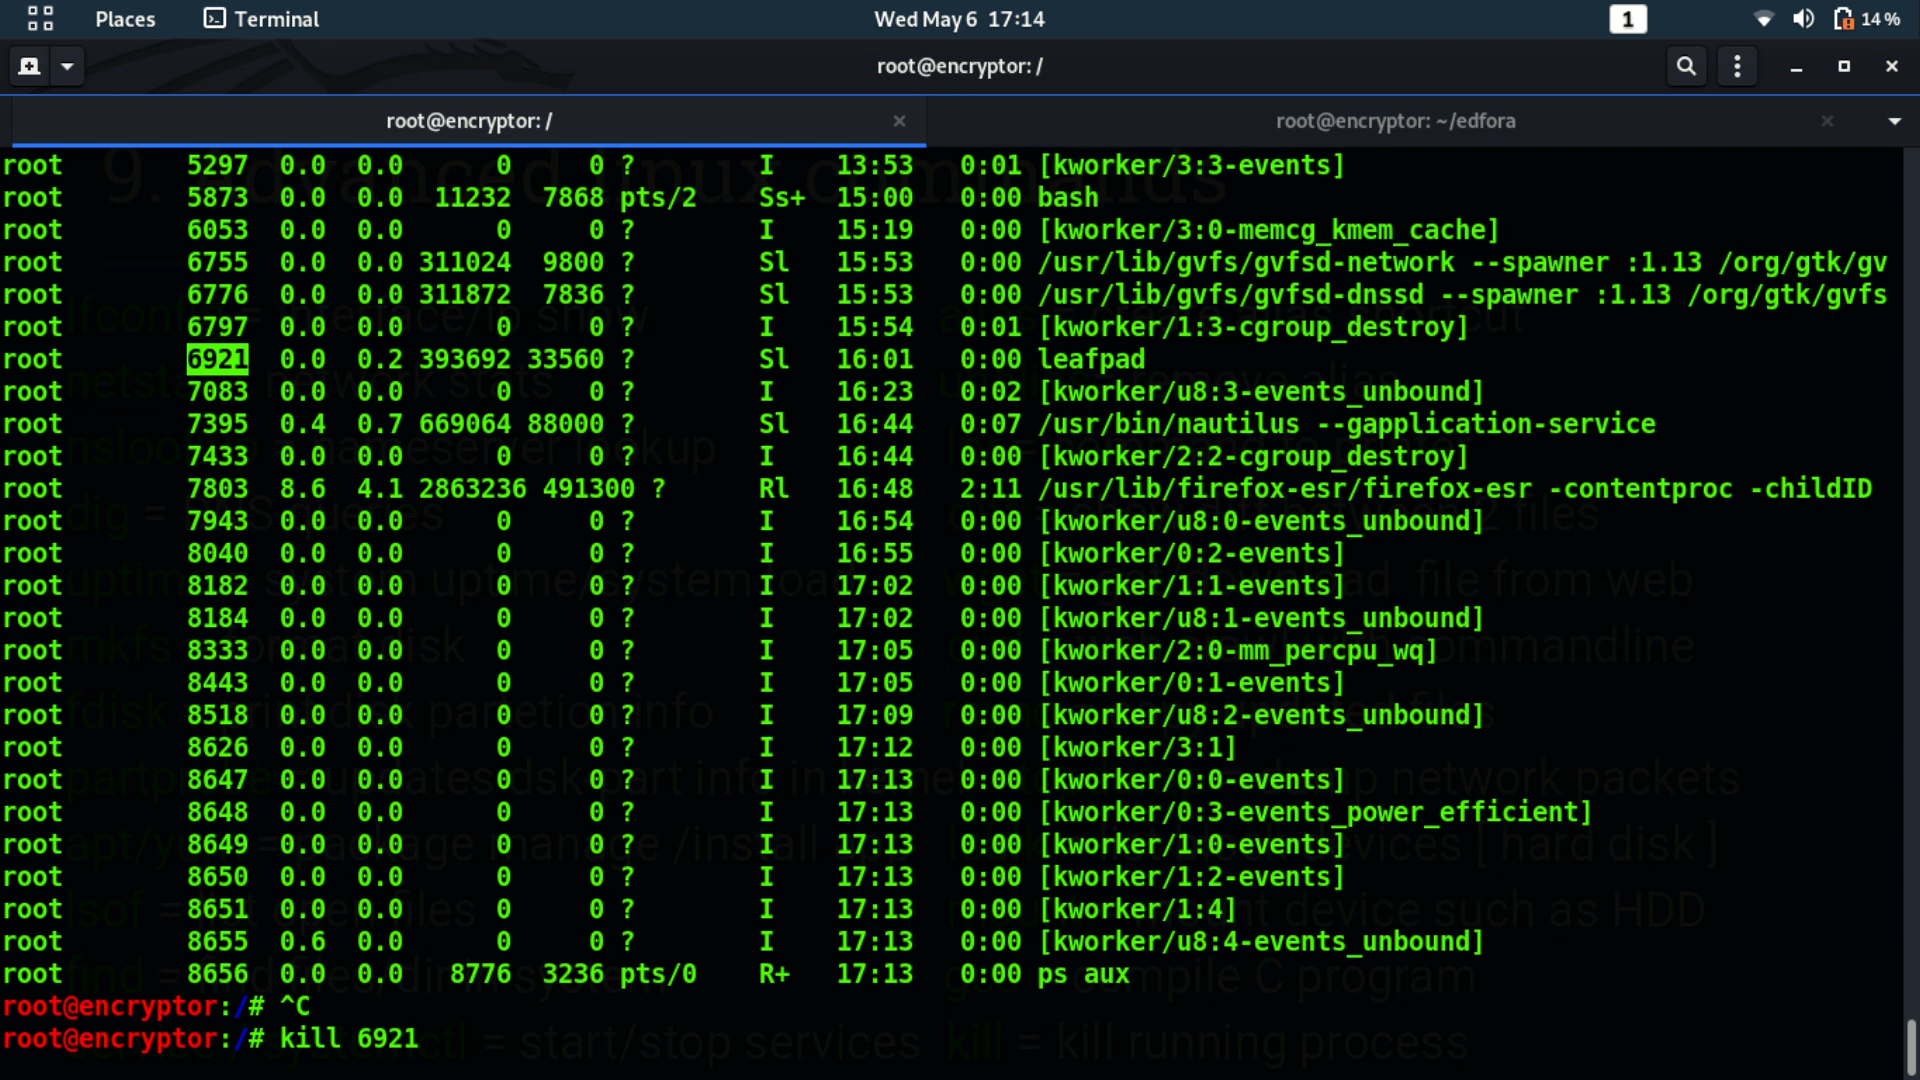 Places Terminal Wed May 6 17:14 1 14 %
root@encryptor: /
root@encryptor: / root@encryptor: ~/edfora
root 5297 0.0 0.0 0 0 ? I 13:53 0:01 [kworker/3:3-events]
root 5873 0.0 0.0 11232 7868 pts/2 Ss+ 15:00 0:00 bash
root 6053 0.0 0.0 0 0 ? I 15:19 0:00 [kworker/3:0-memcg_kmem_cache]
root 6755 0.0 0.0 311024 9800 ? Sl 15:53 0:00 /usr/lib/gvfs/gvfsd-network --spawner :1.13 /org/gtk/gv
root 6776 0.0 0.0 311872 7836 ? Sl 15:53 0:00 /usr/lib/gvfs/gvfsd-dnssd --spawner :1.13 /org/gtk/gvfs
root 6797 0.0 0.0 0 0 ? I 15:54 0:01 [kworker/1:3-cgroup_destroy]
root 6921 0.0 0.2 393692 33560 ? Sl 16:01 0:00 leafpad
root 7083 0.0 0.0 0 0 ? I 16:23 0:02 [kworker/u8:3-events_unbound]
root 7395 0.4 0.7 669064 88000 ? Sl 16:44 0:07 /usr/bin/nautilus --gapplication-service
root 7433 0.0 0.0 0 0 ? I 16:44 0:00 [kworker/2:2-cgroup_destroy]
root 7803 8.6 4.1 2863236 491300 ? Rl 16:48 2:11 /usr/lib/firefox-esr/firefox-esr -contentproc -childID
root 7943 0.0 0.0 0 0 ? I 16:54 0:00 [kworker/u8:0-events_unbound]
root 8040 0.0 0.0 0 0 ? I 16:55 0:00 [kworker/0:2-events]
root 8182 0.0 0.0 0 0 ? I 17:02 0:00 [kworker/1:1-events]
root 8184 0.0 0.0 0 0 ? I 17:02 0:00 [kworker/u8:1-events_unbound]
root 8333 0.0 0.0 0 0 ? I 17:05 0:00 [kworker/2:0-mm_percpu_wq]
root 8443 0.0 0.0 0 0 ? I 17:05 0:00 [kworker/0:1-events]
root 8518 0.0 0.0 0 0 ? I 17:09 0:00 [kworker/u8:2-events_unbound]
root 8626 0.0 0.0 0 0 ? I 17:12 0:00 [kworker/3:1]
root 8647 0.0 0.0 0 0 ? I 17:13 0:00 [kworker/0:0-events]
root 8648 0.0 0.0 0 0 ? I 17:13 0:00 [kworker/0:3-events_power_efficient]
root 8649 0.0 0.0 0 0 ? I 17:13 0:00 [kworker/1:0-events]
root 8650 0.0 0.0 0 0 ? I 17:13 0:00 [kworker/1:2-events]
root 8651 0.0 0.0 0 0 ? I 17:13 0:00 [kworker/1:4]
root 8655 0.6 0.0 0 0 ? I 17:13 0:00 [kworker/u8:4-events_unbound]
root 8656 0.0 0.0 8776 3236 pts/0 R+ 17:13 0:00 ps aux
root@encryptor:/# ^C
root@encryptor:/# kill 6921
= start/stop services kill = kill running process